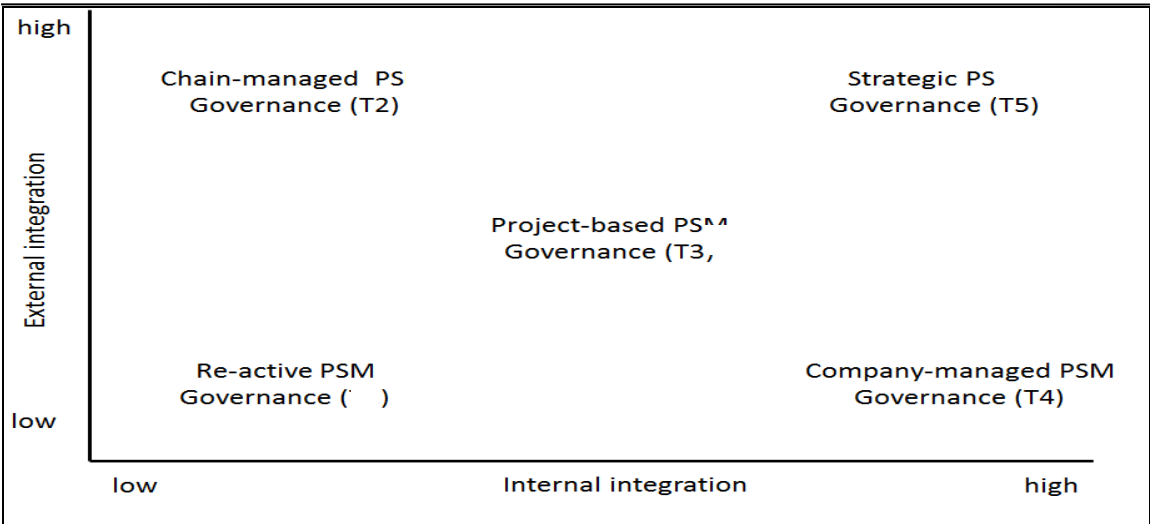 high
Chain-managed PS
Governance (T2)
Strategic PS
Governance (T5)
External integration
Project-based
Governance (T3,
Re-active PSM
Governance ( )
Company-managed PSM
Governance (T4)
low
low
Internal integration
high